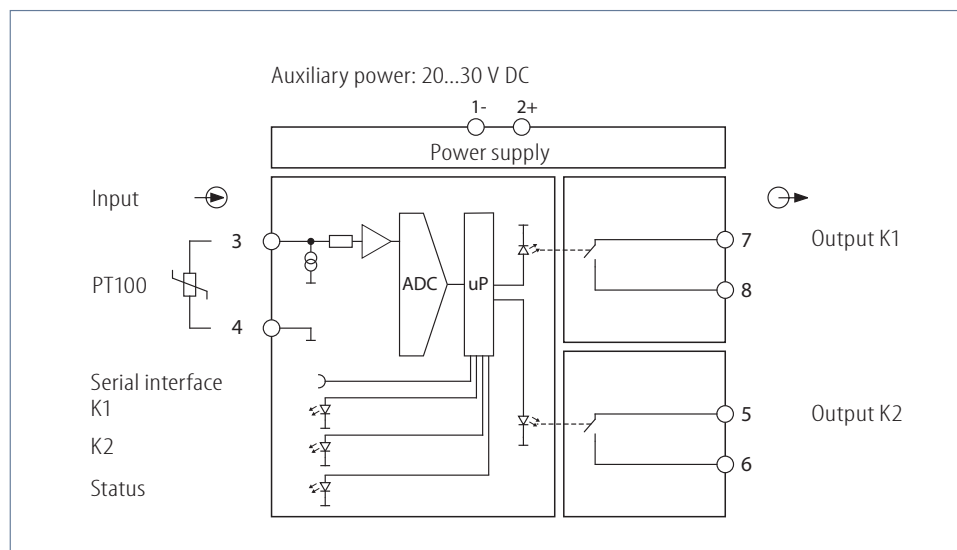 Auxiliary power: 20...30 V DC
1-
2+
Power supply
Input
3
7
Output K1
PT100
ADC
uP
8
4
Serial interface
K1
5
Output K2
K2
6
Status